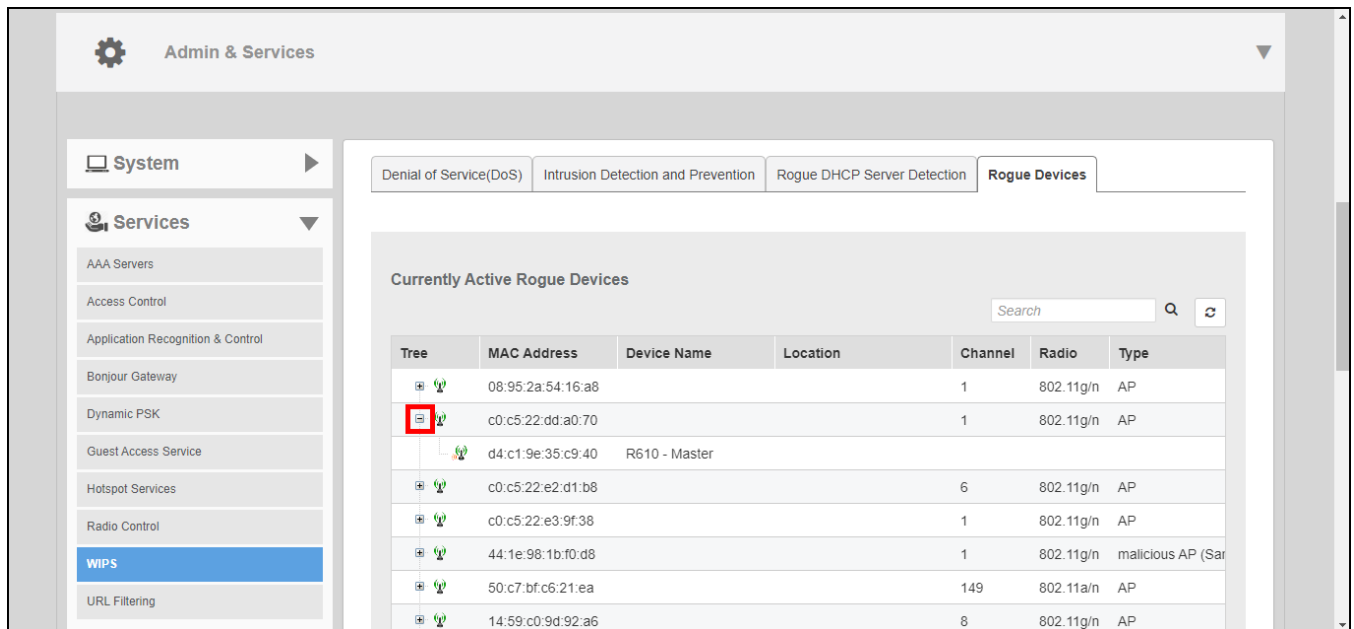 Admin & Services
System
Services
AAA Servers
Access Control
Application Recognition & Control
Bonjour Gateway
Dynamic PSK
Guest Access Service
Hotspot Services
Radio Control
WIPS
URL Filtering
Denial of Service(DoS) Intrusion Detection and Prevention Rogue DHCP Server Detection Rogue Devices
Currently Active Rogue Devices
Search
Tree MAC Address Device Name Location Channel Radio Type
08:95:2a:54:16:a8 1 802.11g/n AP
c0:c5:22:dd:a0:70 1 802.11g/n AP
d4:c1:9e:35:c9:40 R610 - Master
c0:c5:22:e2:d1:b8 6 802.11g/n AP
c0:c5:22:e3:9f:38 1 802.11g/n AP
44:1e:98:1b:f0:d8 1 802.11g/n malicious AP (Sar
50:c7:bf:c6:21:ea 149 802.11a/n AP
14:59:c0:9d:92:a6 8 802.11g/n AP